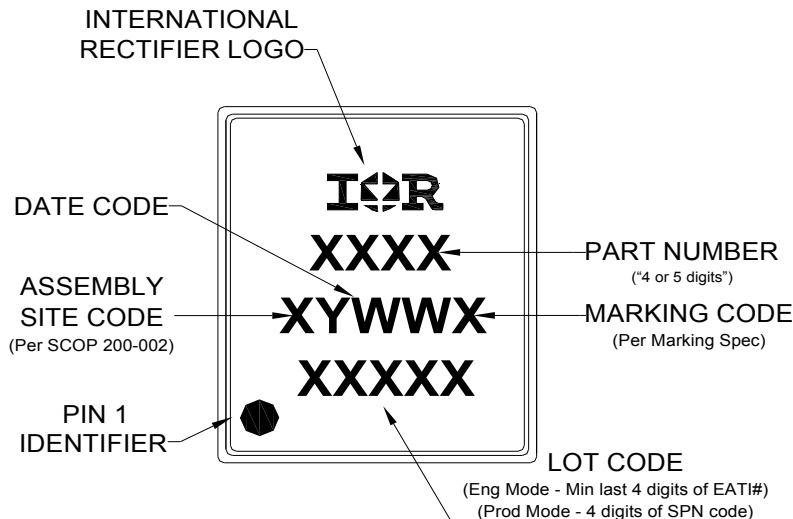 INTERNATIONAL
RECTIFIER LOGO
IOR
DATE CODE
XXXX
PART NUMBER
(“4 or 5 digits”)
ASSEMBLY
SITE CODE
(Per SCOP 200-002)
XYWWX
MARKING CODE
(Per Marking Spec)
XXXXX
PIN 1
IDENTIFIER
LOT CODE
(Eng Mode - Min last 4 digits of EATI#)
(Prod Mode - 4 digits of SPN code)